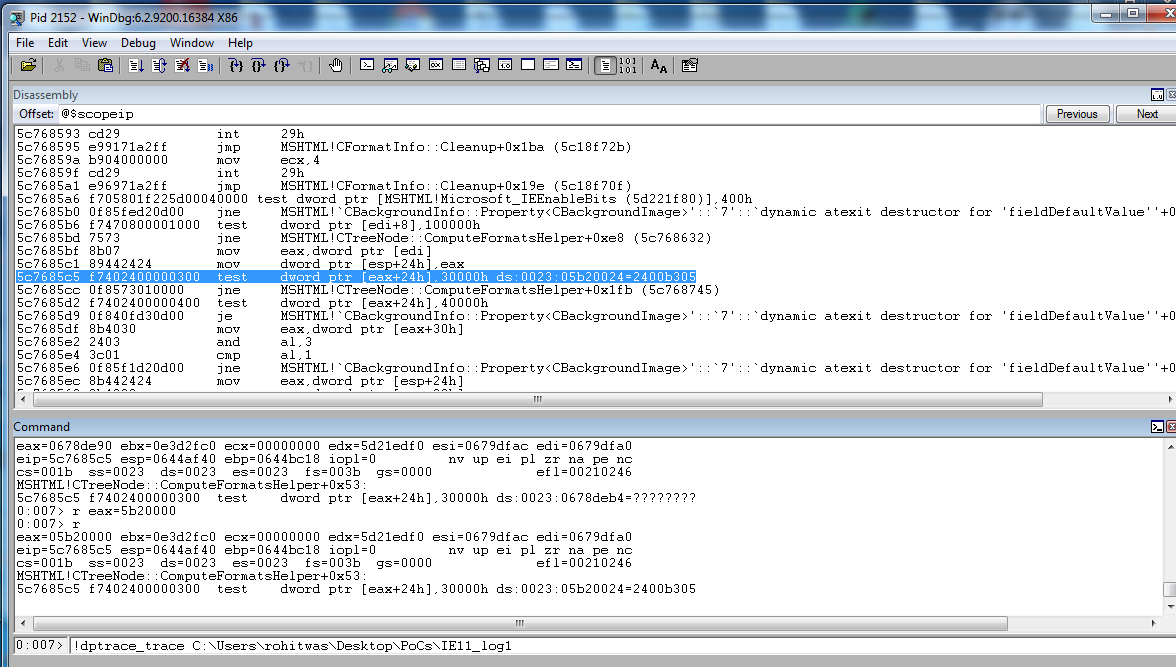 Pid 2152 - WinDbg:6.2.9200.16384 X86
File Edit View Debug Window Help
Disassembly
Offset: @$scopeip Previous Next
5c768593 cd29 int 29h
5c768595 e99171a2ff jmp MSHTML!CFormatInfo::Cleanup+0x1ba (5c18f72b)
5c76859a b904000000 mov ecx,4
5c76859f cd29 int 29h
5c7685a1 e96971a2ff jmp MSHTML!CFormatInfo::Cleanup+0x19e (5c18f70f)
5c7685a6 f705801f225d00040000 test dword ptr [MSHTML!Microsoft_IEEnableBits (5d221f80)],400h
5c7685b0 0f85fed20d00 jne MSHTML!`CBackgroundInfo::Property<CBackgroundImage>'::`7'::`dynamic atexit destructor for 'fieldDefaultValue''+0
5c7685b6 f7470800001000 test dword ptr [edi+8],100000h
5c7685bd 7573 jne MSHTML!CTreeNode::ComputeFormatsHelper+0xe8 (5c768632)
5c7685bf 8b07 mov eax,dword ptr [edi]
5c7685c1 89442424 mov dword ptr [esp+24h],eax
5c7685c5 f7402400000300 test dword ptr [eax+24h],30000h ds:0023:05b20024=2400b305
5c7685cc 0f8573010000 jne MSHTML!CTreeNode::ComputeFormatsHelper+0x1fb (5c768745)
5c7685d2 f7402400000400 test dword ptr [eax+24h],40000h
5c7685d9 0f840fd30d00 je MSHTML!`CBackgroundInfo::Property<CBackgroundImage>'::`7'::`dynamic atexit destructor for 'fieldDefaultValue''+0
5c7685df 8b4030 mov eax,dword ptr [eax+30h]
5c7685e2 2403 and al,3
5c7685e4 3c01 cmp al,1
5c7685e6 0f85f1d20d00 jne MSHTML!`CBackgroundInfo::Property<CBackgroundImage>'::`7'::`dynamic atexit destructor for 'fieldDefaultValue''+0
5c7685ec 8b442424 mov eax,dword ptr [esp+24h]
Command
eax=0678de90 ebx=0e3d2fc0 ecx=00000000 edx=5d21edf0 esi=0679dfac edi=0679dfa0
eip=5c7685c5 esp=0644af40 ebp=0644bc18 iopl=0 nv up ei pl zr na pe nc
cs=001b ss=0023 ds=0023 es=0023 fs=003b gs=0000 efl=00210246
MSHTML!CTreeNode::ComputeFormatsHelper+0x53:
5c7685c5 f7402400000300 test dword ptr [eax+24h],30000h ds:0023:0678deb4=????????
0:007> r eax=5b20000
0:007> r
eax=05b20000 ebx=0e3d2fc0 ecx=00000000 edx=5d21edf0 esi=0679dfac edi=0679dfa0
eip=5c7685c5 esp=0644af40 ebp=0644bc18 iopl=0 nv up ei pl zr na pe nc
cs=001b ss=0023 ds=0023 es=0023 fs=003b gs=0000 efl=00210246
MSHTML!CTreeNode::ComputeFormatsHelper+0x53:
5c7685c5 f7402400000300 test dword ptr [eax+24h],30000h ds:0023:05b20024=2400b305
0:007> !dptrace_trace C:\Users\rohitwas\Desktop\PoCs\IE11_log1